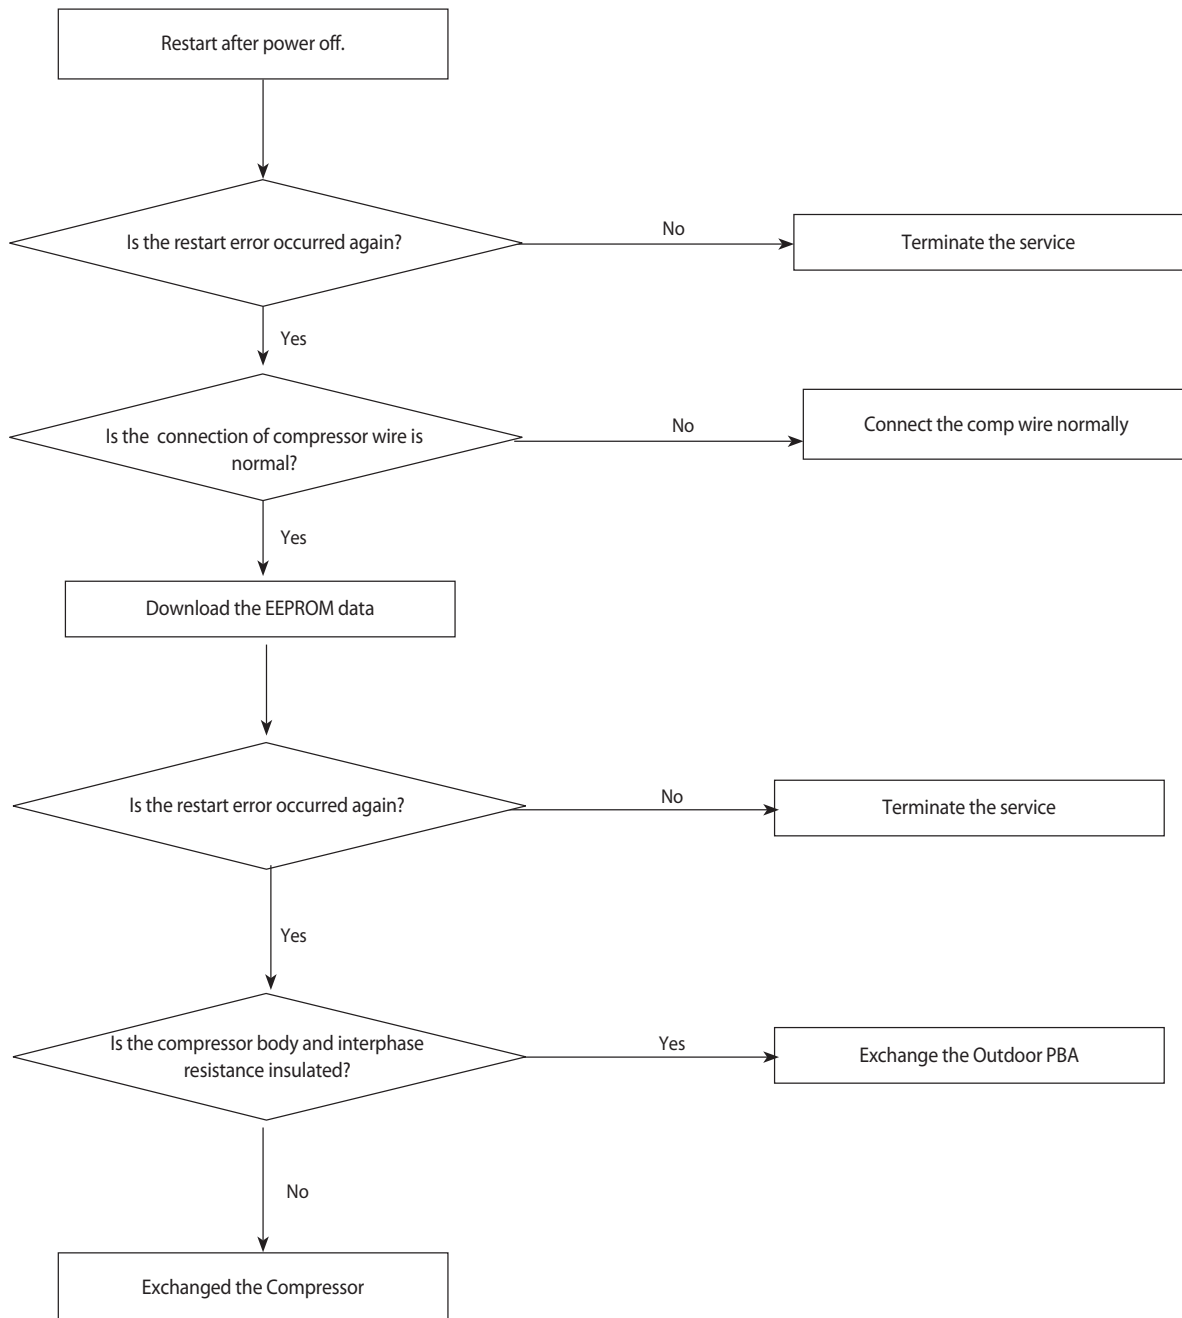 Restart after power off.
Is the restart error occurred again?
No
Terminate the service
Yes
Is the  connection of compressor wire is
normal?
No
Connect the comp wire normally
Yes
Download the EEPROM data
Is the restart error occurred again?
No
Terminate the service
Yes
Is the compressor body and interphase
resistance insulated?
Yes
Exchange the Outdoor PBA
No
Exchanged the Compressor